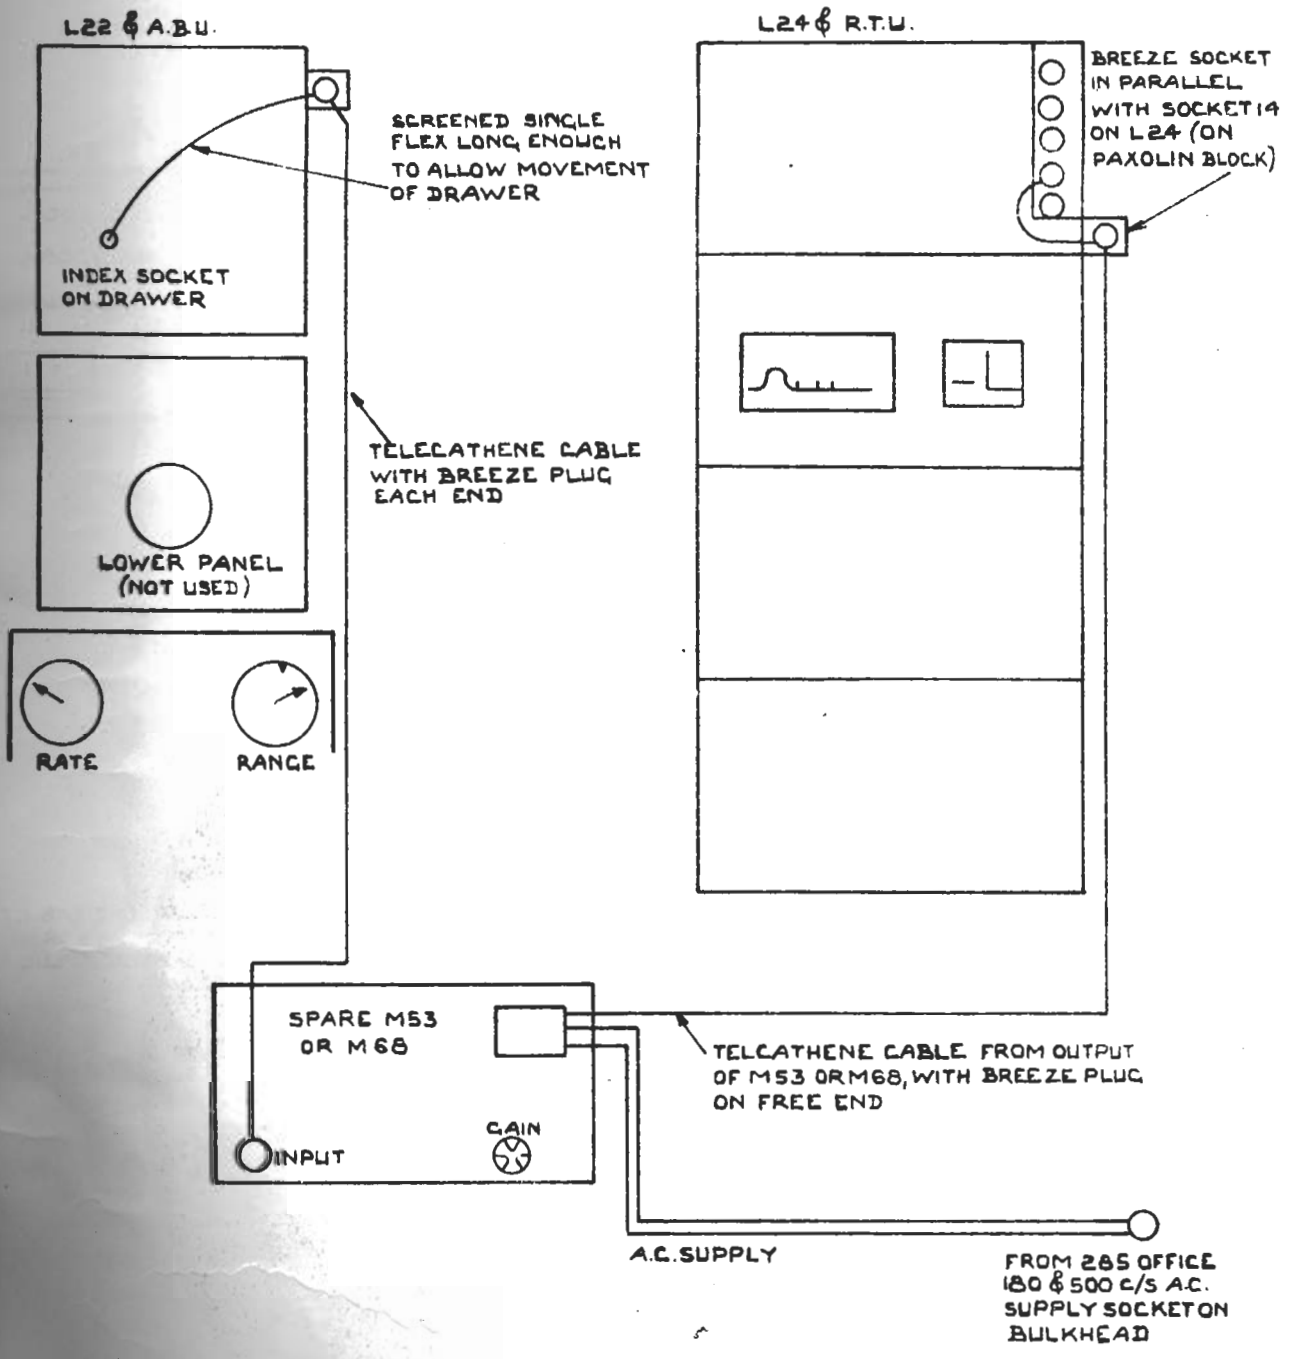 L22 & A.B.U.
L24 & R.T.U.
BREEZE SOCKET
IN PARALLEL
WITH SOCKET 14
ON L24 (ON
PAXOLIN BLOCK)
SCREENED SINGLE
FLEX LONG ENOUGH
TO ALLOW MOVEMENT
OF DRAWER
INDEX SOCKET
ON DRAWER
TELECATHENE CABLE
WITH BREEZE PLUG
EACH END
LOWER PANEL
(NOT USED)
RATE
RANGE
SPARE M53
OR M68
TELCATHENE CABLE FROM OUTPUT
OF M53 OR M68, WITH BREEZE PLUG
ON FREE END
GAIN
INPUT
A.C. SUPPLY
FROM 285 OFFICE
180 & 500 C/S A.C.
SUPPLY SOCKET ON
BULKHEAD